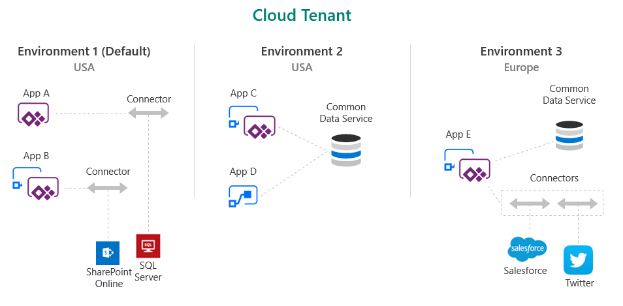 Cloud Tenant
Environment 1 (Default)
USA
App A
Connector
App B
Connector
SharePoint
Online
SQL
SQL
Server
Environment 2
USA
App C
Common
Data Service
App D
Environment 3
Europe
Common
Data Service
App E
Connectors
salesforce
Salesforce
Twitter